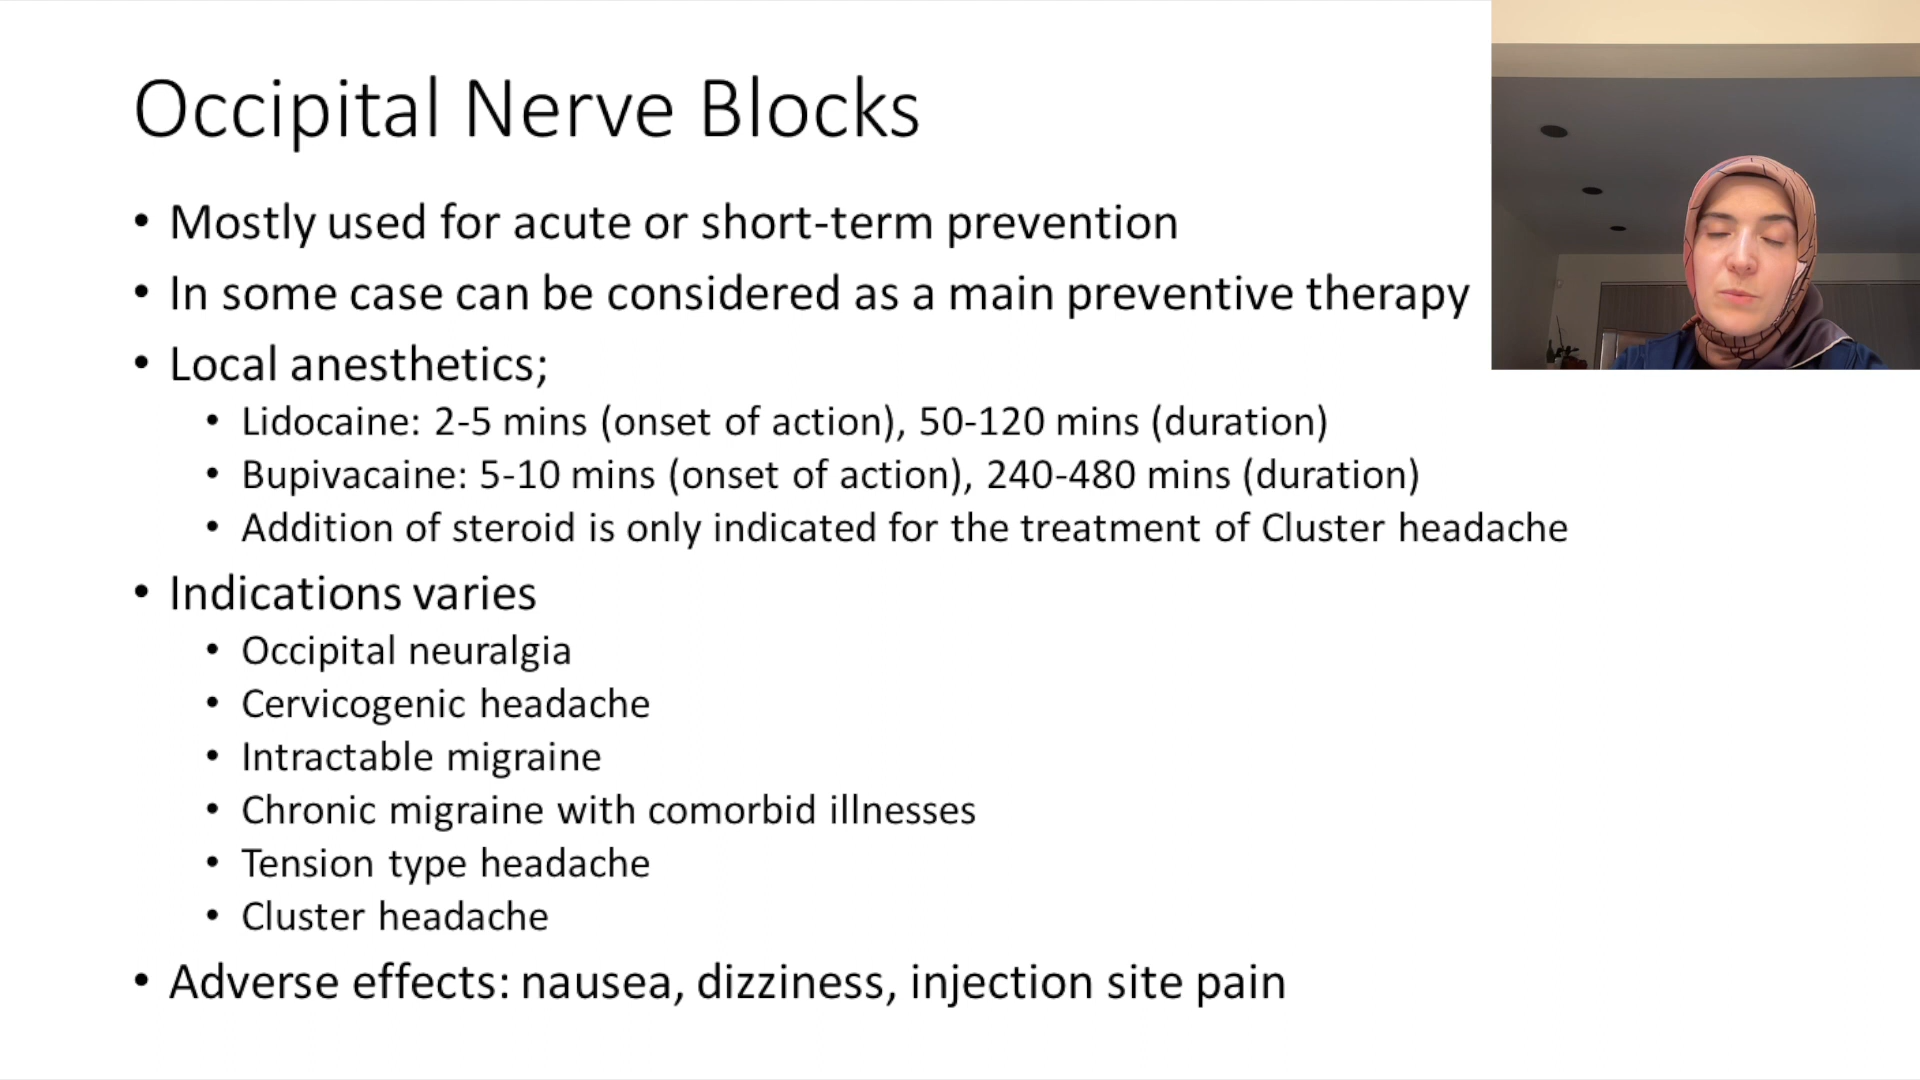 Occipital Nerve Blocks
• Mostly used for acute or short-term prevention
• In some case can be considered as a main preventive therapy
• Local anesthetics;
• Lidocaine: 2-5 mins (onset of action), 50-120 mins (duration)
• Bupivacaine: 5-10 mins (onset of action), 240-480 mins (duration)
• Addition of steroid is only indicated for the treatment of Cluster headache
• Indications varies
• Occipital neuralgia
• Cervicogenic headache
• Intractable migraine
• Chronic migraine with comorbid illnesses
• Tension type headache
• Cluster headache
• Adverse effects: nausea, dizziness, injection site pain